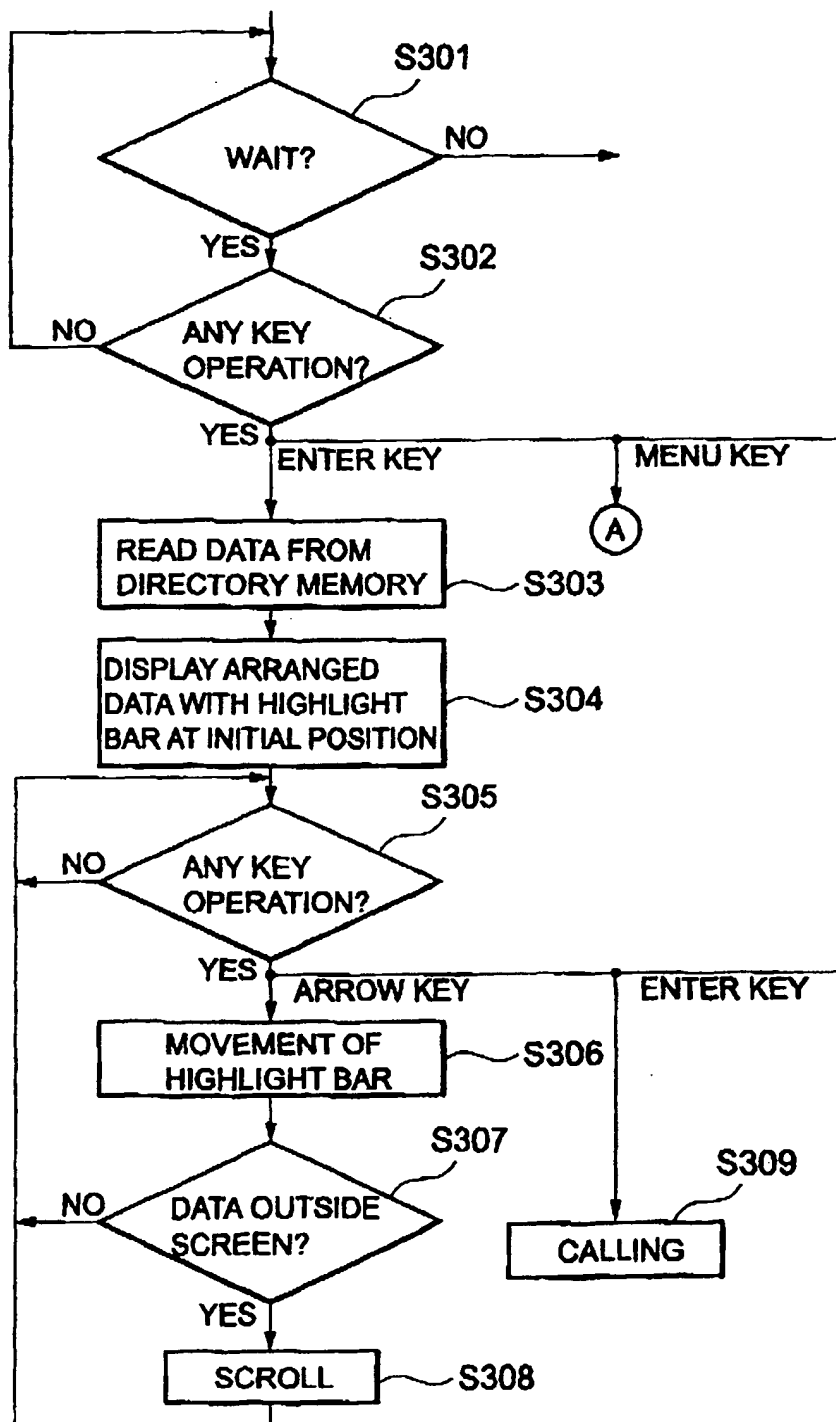 S301
WAIT?
NO
YES
S302
NO
ANY KEY
OPERATION?
YES
ENTER KEY
MENU KEY
A
READ DATA FROM
DIRECTORY MEMORY
S303
DISPLAY ARRANGED
DATA WITH HIGHLIGHT
BAR AT INITIAL POSITION
S304
S305
NO
ANY KEY
OPERATION?
YES
ARROW KEY
ENTER KEY
MOVEMENT OF
HIGHLIGHT BAR
S306
S307
NO
DATA OUTSIDE
SCREEN?
S309
CALLING
YES
SCROLL
S308